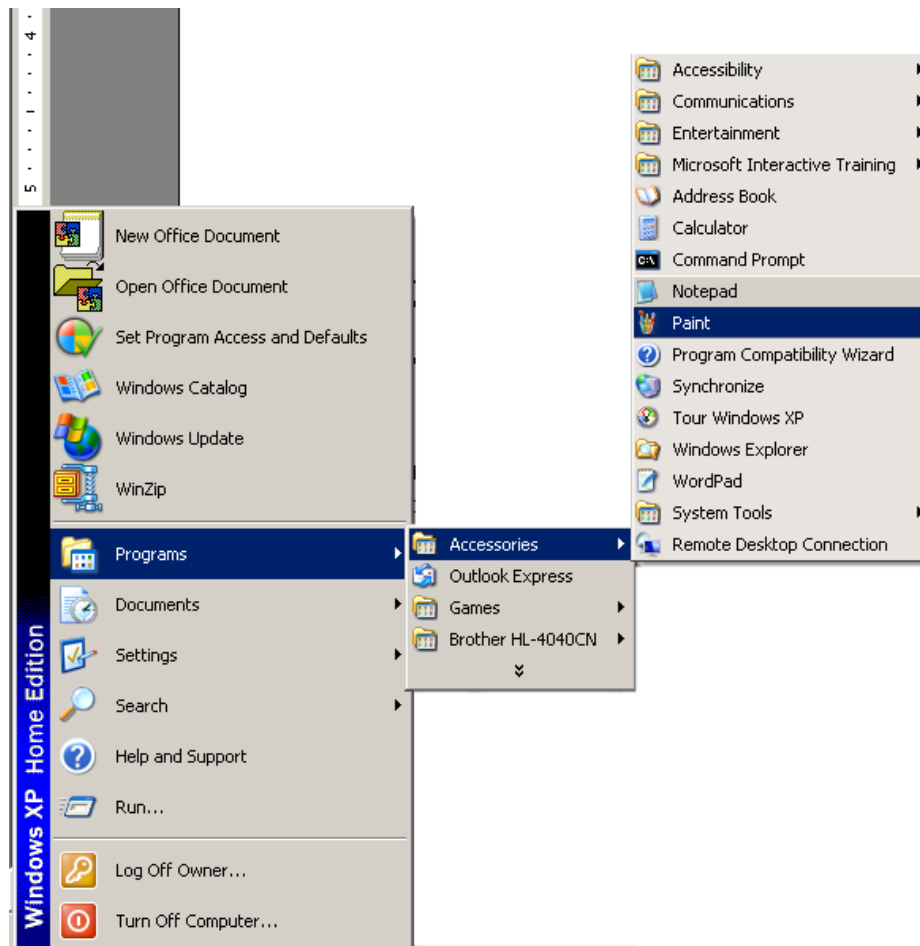 4
5
New Office Document
Open Office Document
Set Program Access and Defaults
Windows Catalog
Windows Update
WinZip
Programs
Documents
Settings
Search
Help and Support
Run...
Log Off Owner...
Turn Off Computer...
Windows XP Home Edition
Accessories
Outlook Express
Games
Brother HL-4040CN
Accessibility
Communications
Entertainment
Microsoft Interactive Training
Address Book
Calculator
C:\ Command Prompt
Notepad
Paint
Program Compatibility Wizard
Synchronize
Tour Windows XP
Windows Explorer
WordPad
System Tools
Remote Desktop Connection